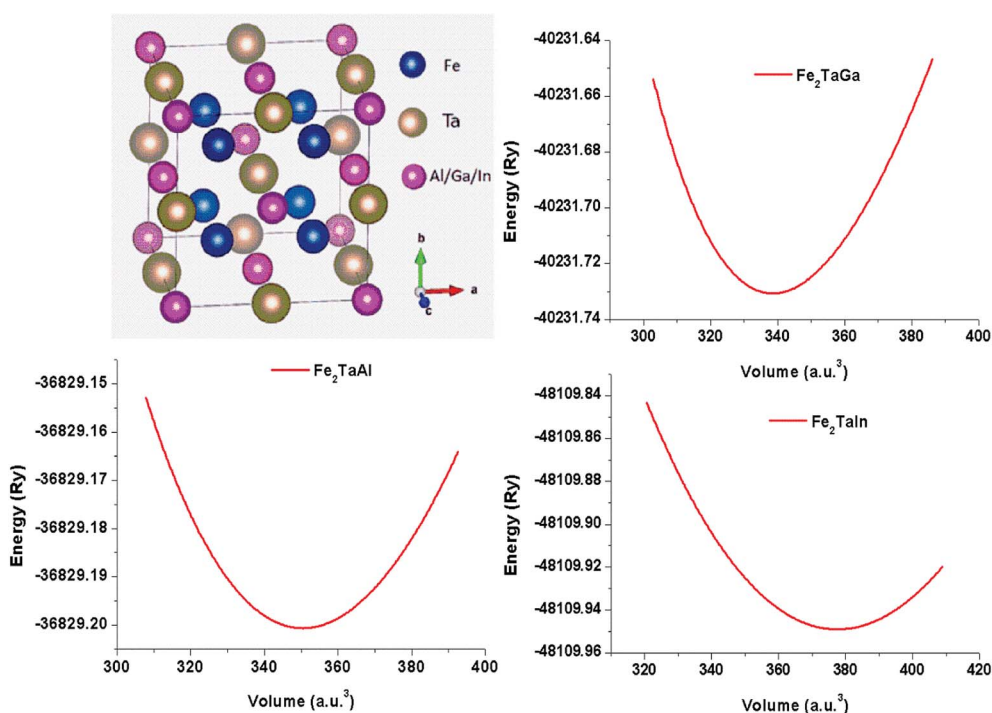 Fe
Ta
Al/Ga/In
b
a
c
-40231.64
-40231.66
-40231.68
-40231.70
-40231.72
-40231.74
Energy (Ry)
Fe₂TaGa
300 320 340 360 380 400
Volume (a.u.³)
-36829.15
-36829.16
-36829.17
-36829.18
-36829.19
-36829.20
Energy (Ry)
Fe₂TaAl
300 320 340 360 380 400
Volume (a.u.³)
-48109.84
-48109.86
-48109.88
-48109.90
-48109.92
-48109.94
-48109.96
Energy (Ry)
Fe₂TaIn
320 340 360 380 400 420
Volume (a.u.³)